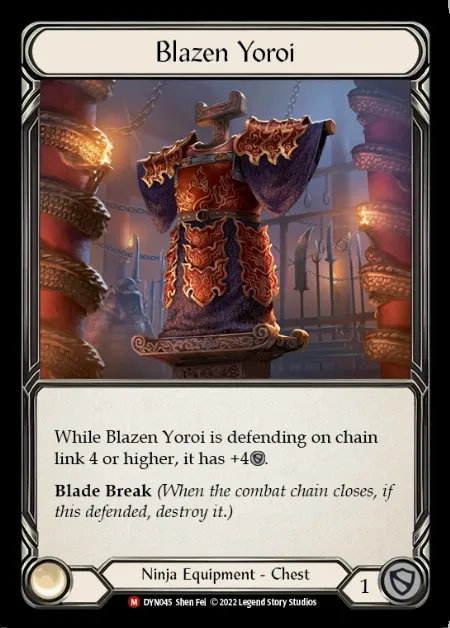 Blazen Yoroi
While Blazen Yoroi is defending on chain
link 4 or higher, it has +4.
Blade Break (When the combat chain closes, if
this defended, destroy it.)
Ninja Equipment - Chest
1
M DYN045 Shen Fei © 2022 Legend Story Studios